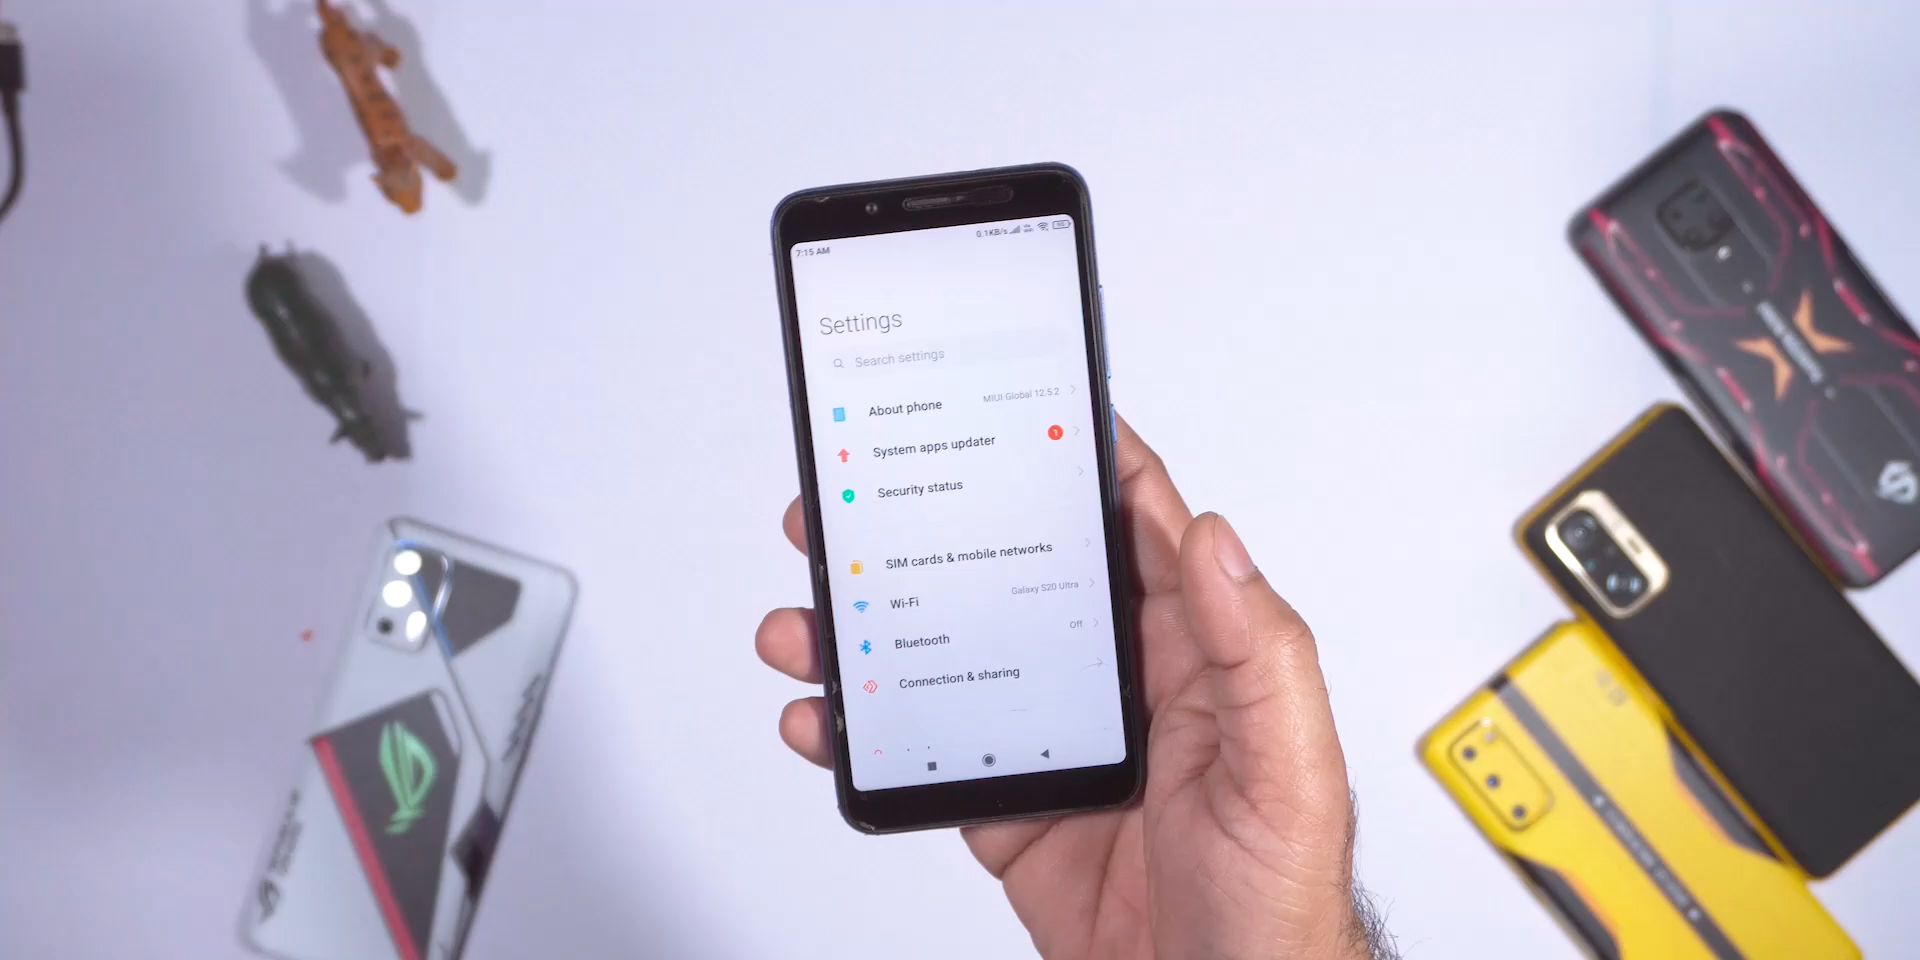 7:15 AM 0.1KB/s
Settings
Search settings
About phone MIUI Global 12.5.2
System apps updater 1
Security status
SIM cards & mobile networks
Wi-Fi Galaxy S20 Ultra
Bluetooth Off
Connection & sharing